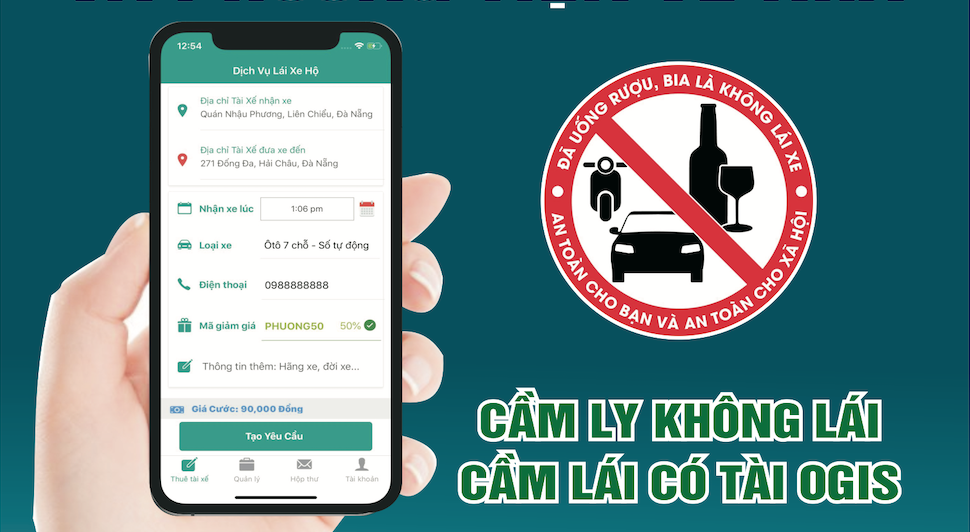 12:54
Dịch Vụ Lái Xe Hộ
Địa chỉ Tài Xế nhận xe
Quán Nhậu Phương, Liên Chiểu, Đà Nẵng
Địa chỉ Tài Xế đưa xe đến
271 Đống Đa, Hải Châu, Đà Nẵng
Nhận xe lúc 1:06 pm
Loại xe Ôtô 7 chỗ - Số tự động
Điện thoại 0988888888
Mã giảm giá PHUONG50 50%
Thông tin thêm: Hãng xe, đời xe...
Giá Cước: 90,000 Đồng
Tạo Yêu Cầu
Thuê tài xế Quản lý Hộp thư Tài khoản
ĐÃ UỐNG RƯỢU, BIA LÀ KHÔNG LÁI XE
AN TOÀN CHO BẠN VÀ AN TOÀN CHO XÃ HỘI
CẦM LY KHÔNG LÁI
CẦM LÁI CÓ TÀI OGIS